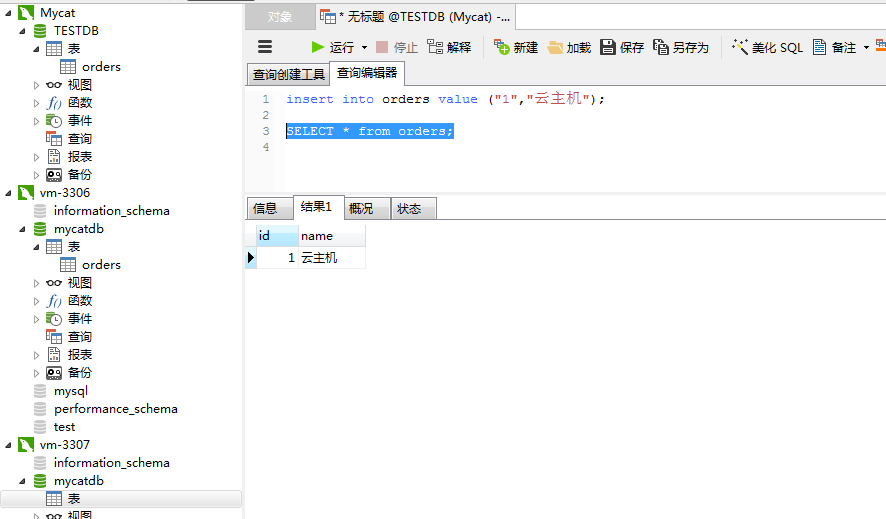 Mycat
TESTDB
表
orders
视图
函数
事件
查询
报表
备份
vm-3306
information_schema
mycatdb
表
orders
视图
函数
事件
查询
报表
备份
mysql
performance_schema
test
vm-3307
information_schema
mycatdb
表
视图
对象 * 无标题 @TESTDB (Mycat) -...
运行 停止 解释 新建 加载 保存 另存为 美化 SQL 备注
查询创建工具 查询编辑器
1 insert into orders value ("1","云主机");
2
3 SELECT * from orders;
4
信息 结果1 概况 状态
id name
1 云主机